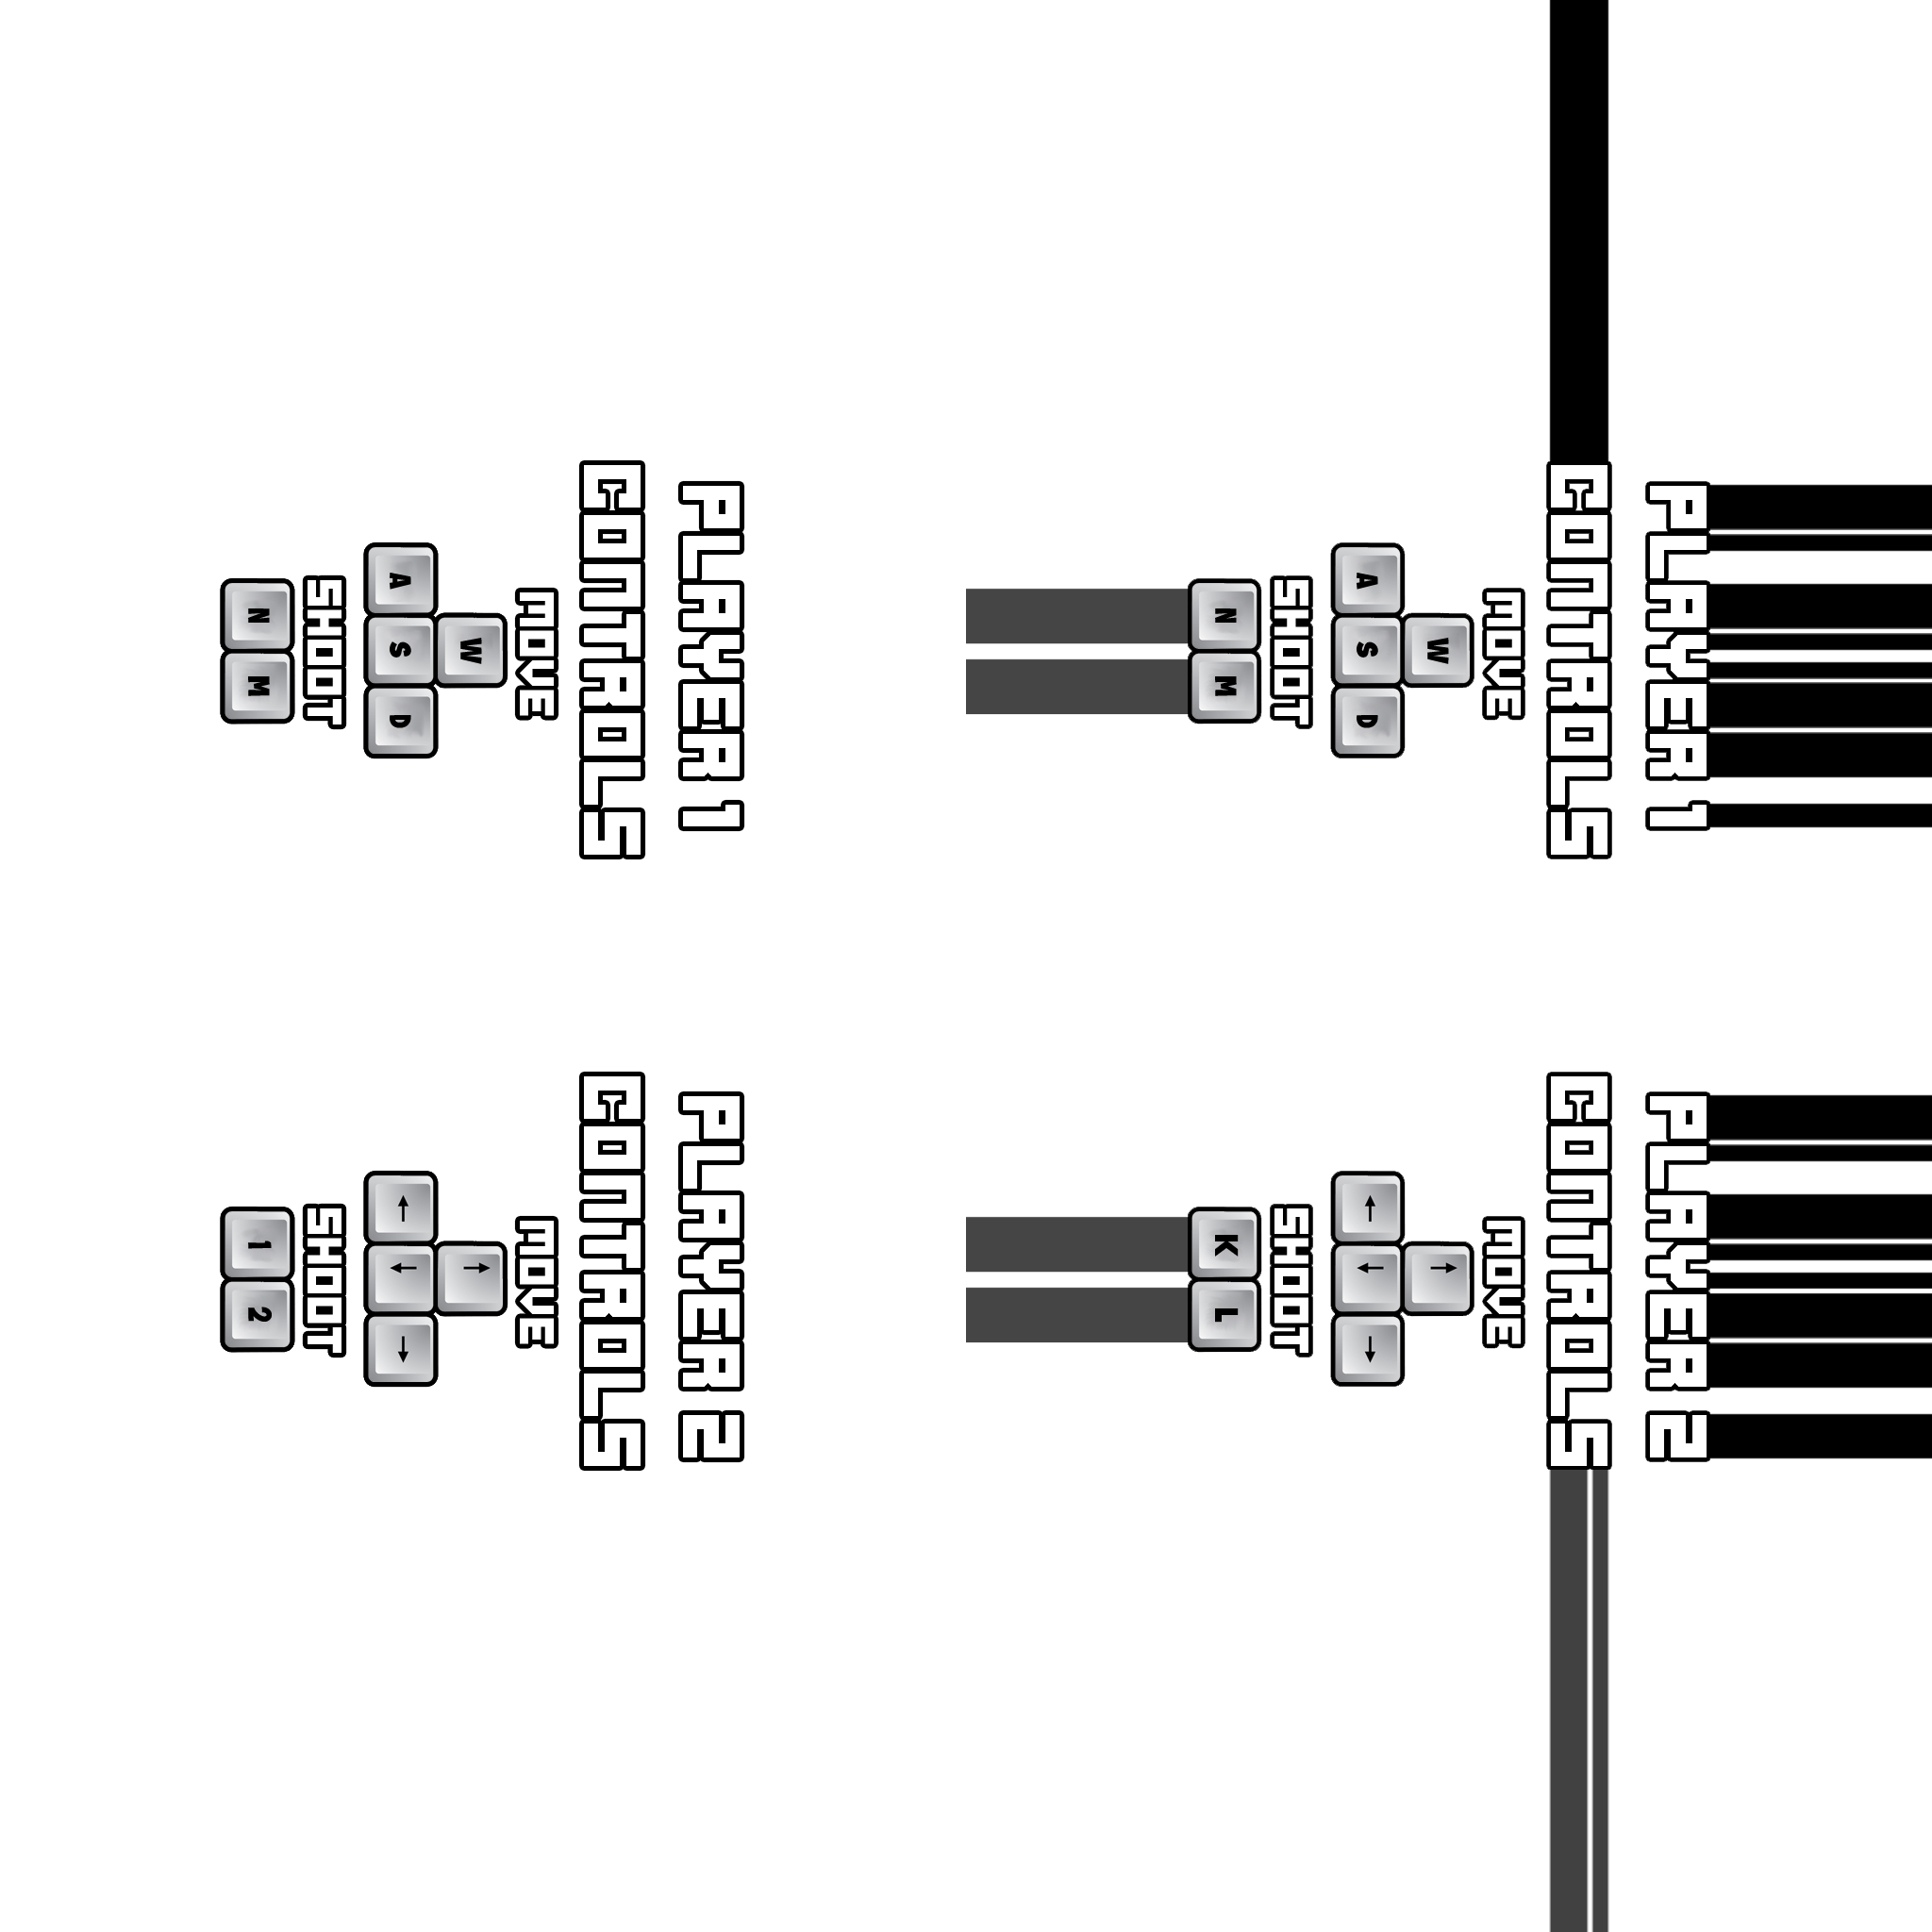 PLAYER 1
CONTROLS
MOVE
W
A S D
SHOOT
N M
PLAYER 2
CONTROLS
MOVE
↑
← ↓ →
SHOOT
K L
PLAYER 1
CONTROLS
MOVE
W
A S D
SHOOT
N M
PLAYER 2
CONTROLS
MOVE
↑
← ↓ →
SHOOT
1 2